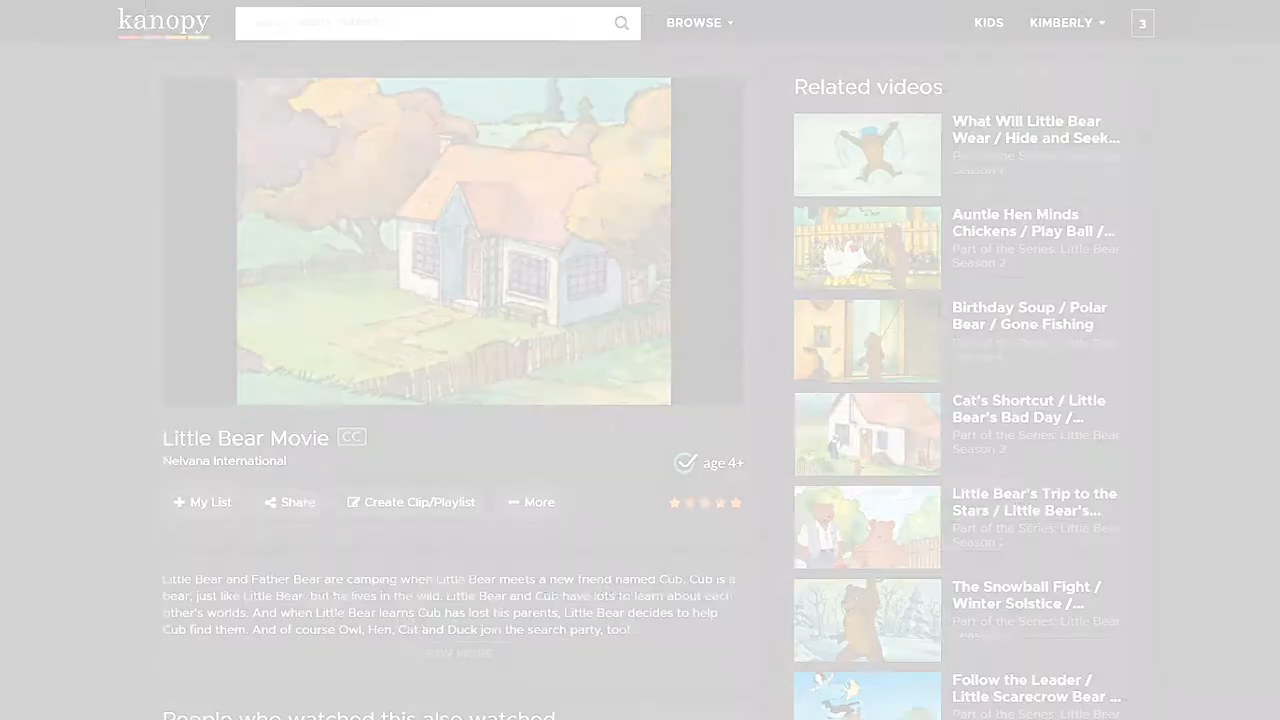 kanopy
BROWSE
KIDS
KIMBERLY
3
Little Bear Movie CC
Nelvana International
age 4+
My List
Share
Create Clip/Playlist
More
Little Bear and Father Bear are camping when Little Bear meets a new friend named Cub. Cub is a
bear, just like Little Bear, but he lives in the wild. Little Bear and Cub have lots to learn about each
other's worlds. And when Little Bear learns Cub has lost his parents, Little Bear decides to help
Cub find them. And of course Owl, Hen, Cat and Duck join the search party, too!
People who watched this also watched
Related videos
What Will Little Bear
Wear / Hide and Seek...
Auntie Hen Minds
Chickens / Play Ball /...
Part of the Series: Little Bear
Season 2
Birthday Soup / Polar
Bear / Gone Fishing
Cat's Shortcut / Little
Bear's Bad Day /...
Part of the Series: Little Bear
Season 2
Little Bear's Trip to the
Stars / Little Bear's...
Part of the Series: Little Bear
Season
The Snowball Fight /
Winter Solstice /...
Part of the Series: Little Bear
Follow the Leader /
Little Scarecrow Bear ...
Part of the Series: Little Bear